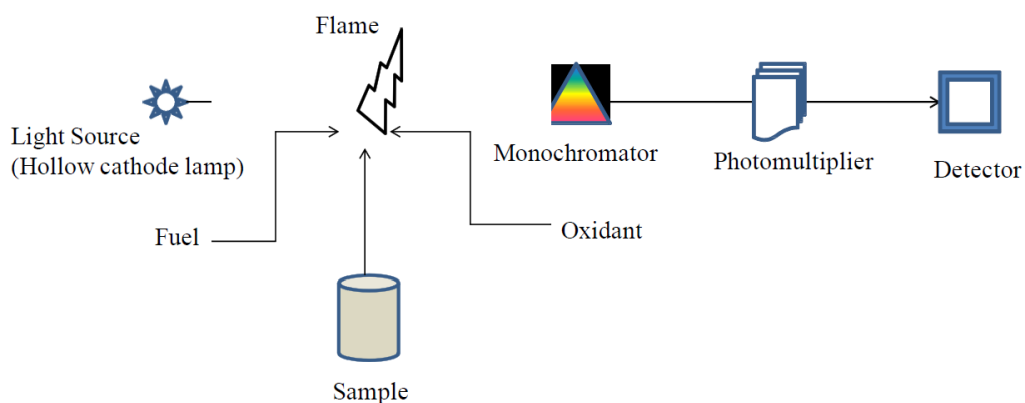 Flame
Light Source
(Hollow cathode lamp)
Monochromator
Photomultiplier
Detector
Fuel
Oxidant
Sample